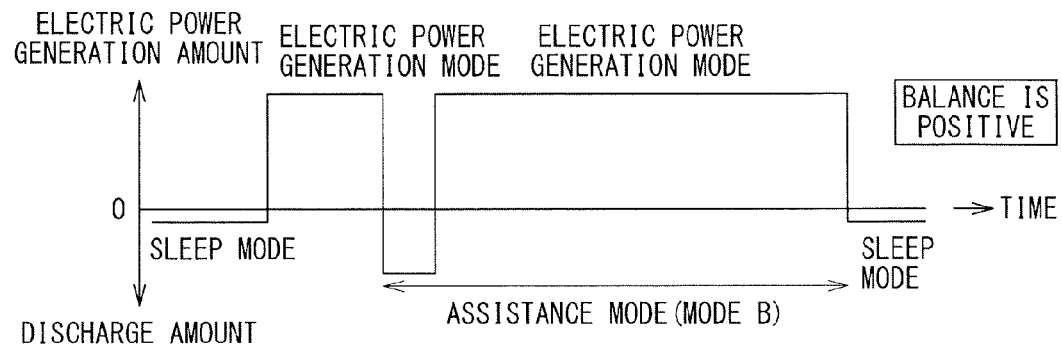 ELECTRIC POWER
GENERATION AMOUNT
ELECTRIC POWER
GENERATION MODE
ELECTRIC POWER
GENERATION MODE
BALANCE IS
POSITIVE
0
TIME
SLEEP MODE
SLEEP
MODE
ASSISTANCE MODE(MODE B)
DISCHARGE AMOUNT